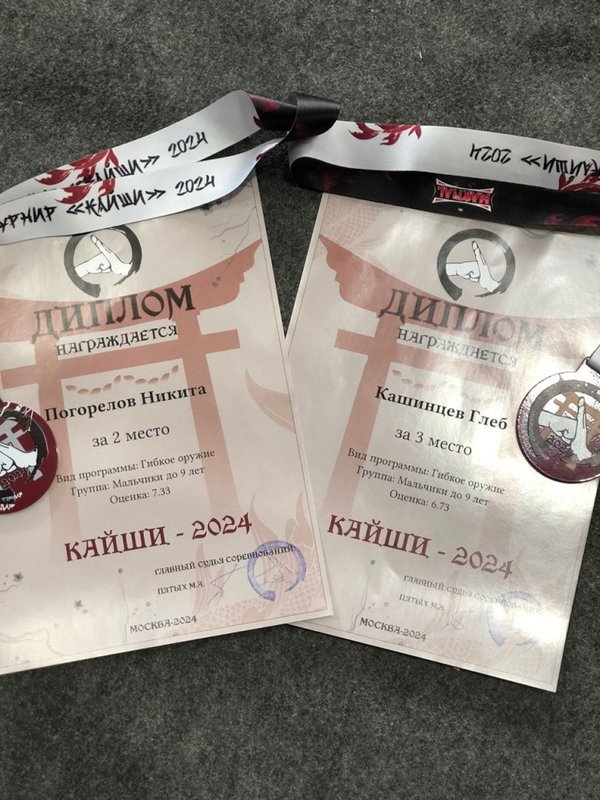 «КАЙШИ» 2024
УРНИР «КАЙШИ» 2024
ДИПЛОМ
НАГРАЖДАЕТСЯ
Погорелов Никита
за 2 место
Вид программы: Гибкое оружие
Группа: Мальчики до 9 лет
Оценка: 7.33
КАЙШИ - 2024
ГЛАВНЫЙ СУДЬЯ СОРЕВНОВАНИЙ
ПЯТЫХ М.А.
МОСКВА-2024
«КАЙШИ» 2024
ДИПЛОМ
НАГРАЖДАЕТСЯ
Кашинцев Глеб
за 3 место
Вид программы: Гибкое оружие
Группа: Мальчики до 9 лет
Оценка: 6.73
КАЙШИ - 2024
ГЛАВНЫЙ СУДЬЯ СОРЕВНОВАНИЙ
ПЯТЫХ М.А.
МОСКВА-2024